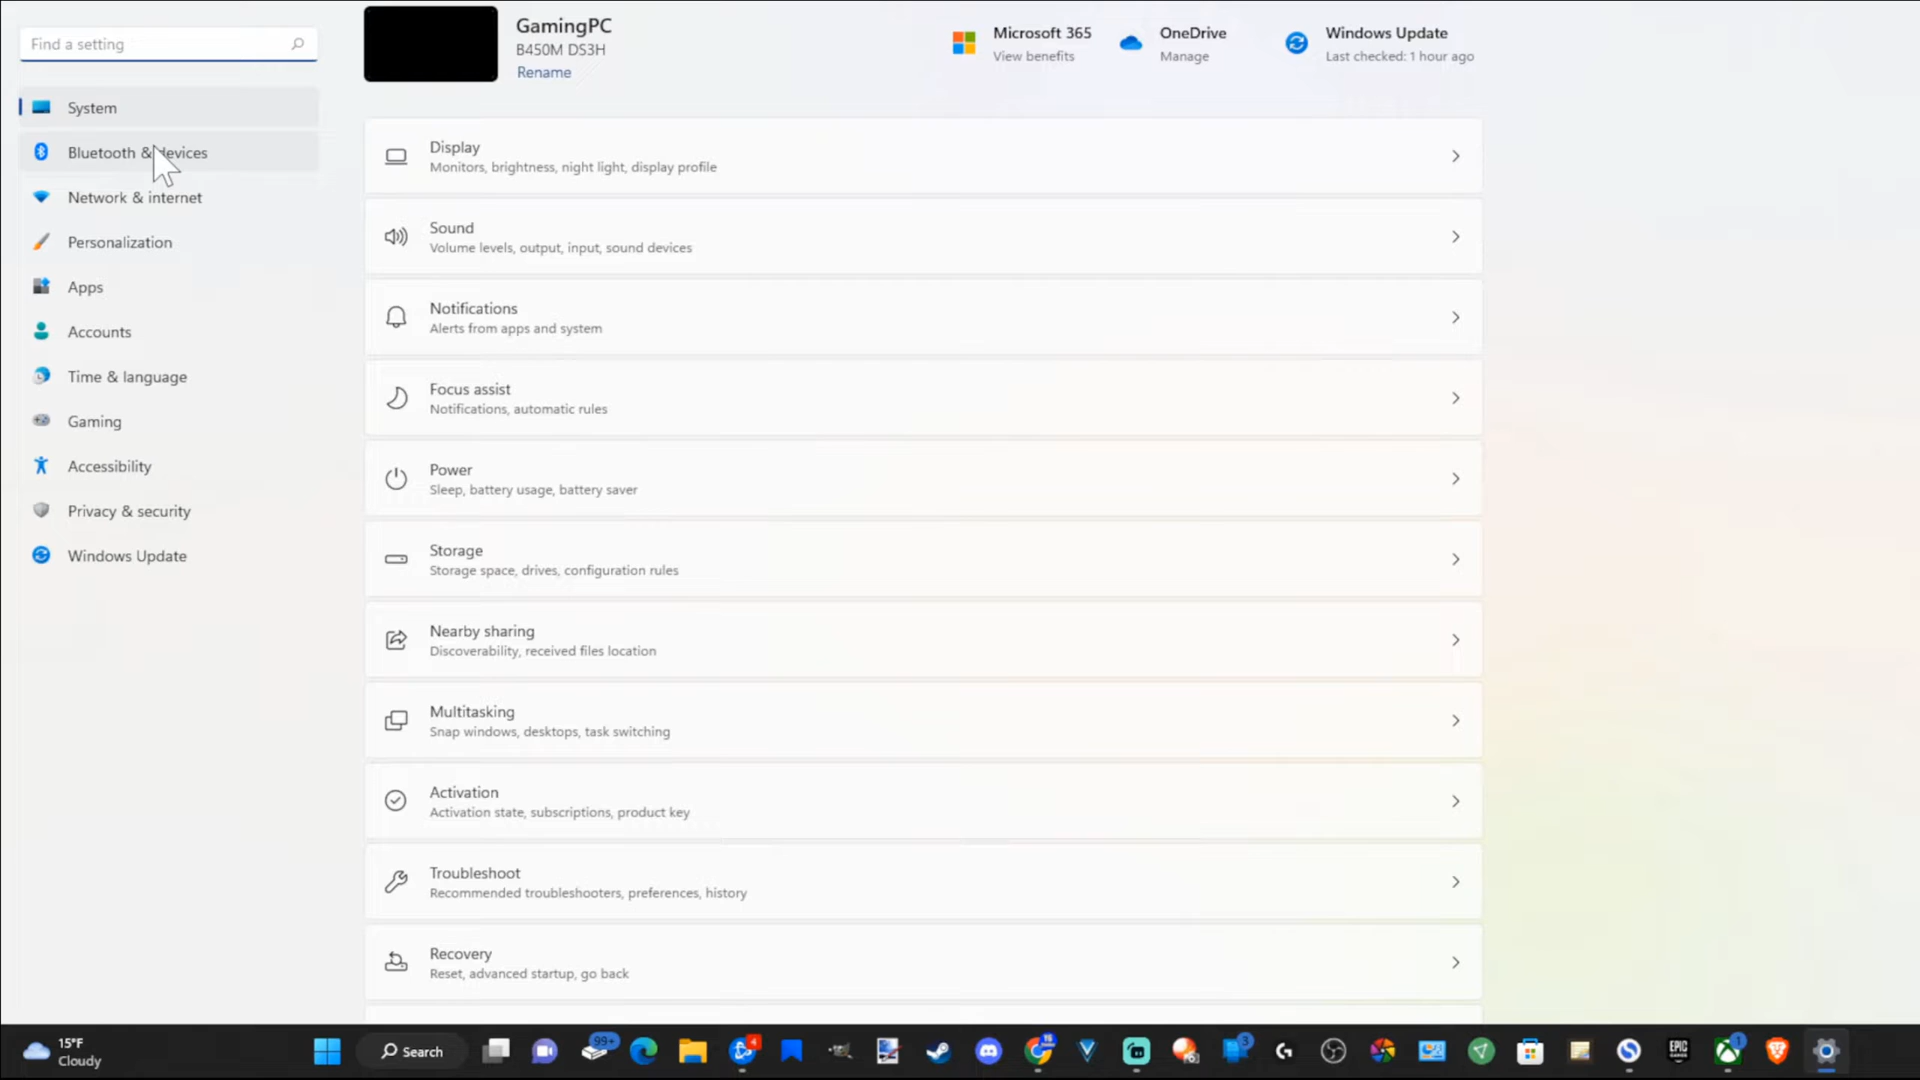 Find a setting
GamingPC
B450M DS3H
Rename
Microsoft 365
View benefits
OneDrive
Manage
Windows Update
Last checked: 1 hour ago
System
Bluetooth & devices
Network & internet
Personalization
Apps
Accounts
Time & language
Gaming
Accessibility
Privacy & security
Windows Update
Display
Monitors, brightness, night light, display profile
Sound
Volume levels, output, input, sound devices
Notifications
Alerts from apps and system
Focus assist
Notifications, automatic rules
Power
Sleep, battery usage, battery saver
Storage
Storage space, drives, configuration rules
Nearby sharing
Discoverability, received files location
Multitasking
Snap windows, desktops, task switching
Activation
Activation state, subscriptions, product key
Troubleshoot
Recommended troubleshooters, preferences, history
Recovery
Reset, advanced startup, go back
15°F
Cloudy
Search
99+
4
3
EPIC
1